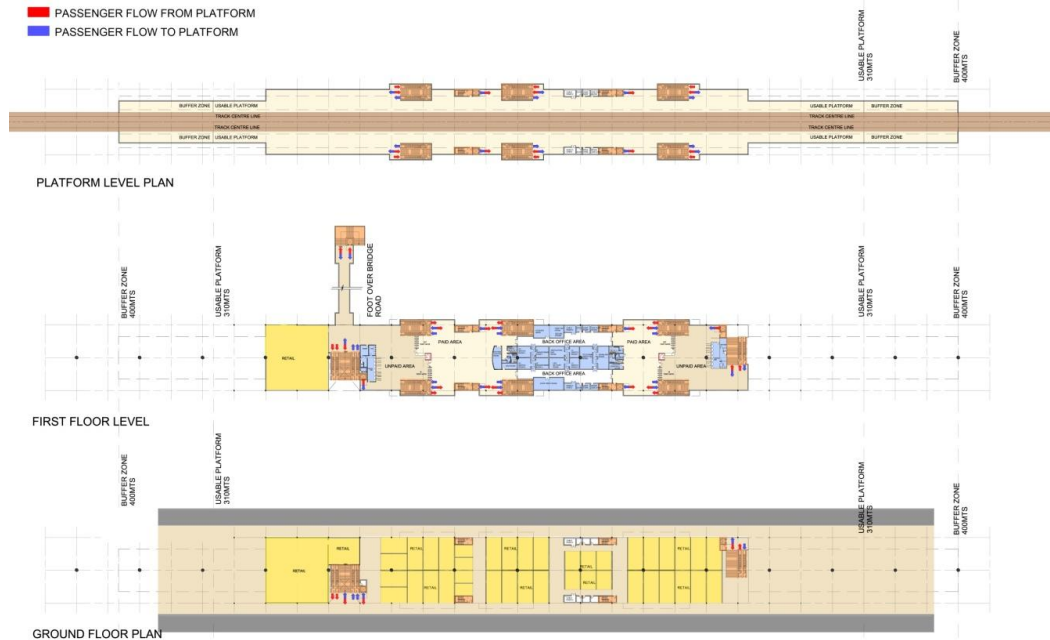 PASSENGER FLOW FROM PLATFORM
PASSENGER FLOW TO PLATFORM
USABLE PLATFORM
310MTS
BUFFER ZONE
400MTS
BUFFER ZONE
USABLE PLATFORM
USABLE PLATFORM
BUFFER ZONE
TRACK CENTRE LINE
TRACK CENTRE LINE
TRACK CENTRE LINE
TRACK CENTRE LINE
BUFFER ZONE
USABLE PLATFORM
USABLE PLATFORM
BUFFER ZONE
PLATFORM LEVEL PLAN
BUFFER ZONE
400MTS
USABLE PLATFORM
310MTS
FOOT OVER BRIDGE
ROAD
USABLE PLATFORM
310MTS
BUFFER ZONE
400MTS
RETAIL
UNPAID AREA
PAID AREA
BACK OFFICE AREA
BACK OFFICE AREA
PAID AREA
UNPAID AREA
FIRST FLOOR LEVEL
BUFFER ZONE
400MTS
USABLE PLATFORM
310MTS
USABLE PLATFORM
310MTS
BUFFER ZONE
400MTS
RETAIL
RETAIL
RETAIL
RETAIL
RETAIL
RETAIL
RETAIL
RETAIL
RETAIL
RETAIL
GROUND FLOOR PLAN